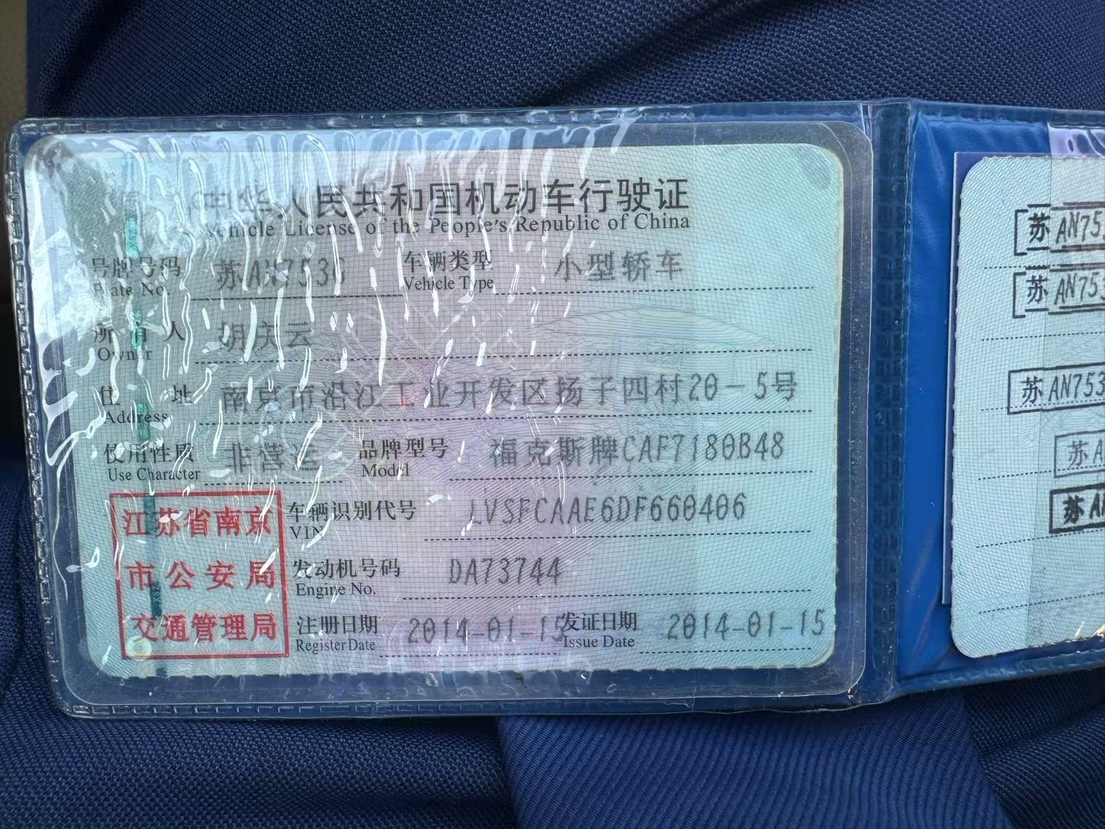 中华人民共和国机动车行驶证
Vehicle License of the People's Republic of China
号牌号码 苏AN753 车辆类型 小型轿车
Plate No. Vehicle Type
所有人 胡
Owner
住址 南京市沿江工业开发区扬子四村20-5号
Address
使用性质 非营运 品牌型号 福克斯牌CAF7180B48
Use Character Model
江苏省南京
市公安局
交通管理局
车辆识别代号 LVSFCAAE6DF660406
VIN
发动机号码 DA73744
Engine No.
注册日期 2014-01-15 发证日期 2014-01-15
Register Date Issue Date
苏AN753
苏AN753
苏AN753
苏A
苏A